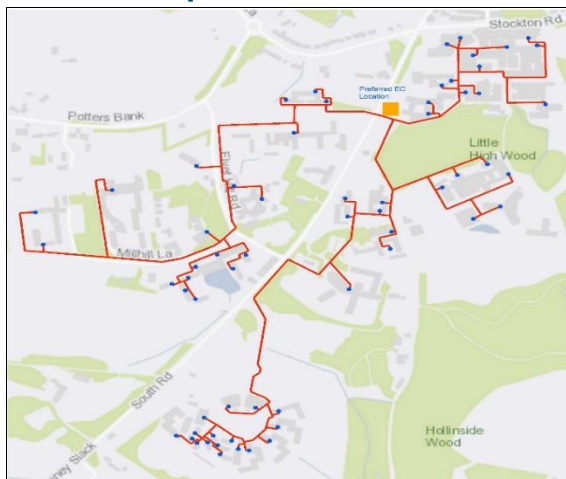 Stockton Rd
Preferred EC
Location
Potters Bank
Little
High Wood
Elvet Hill Rd
Millhill La
South Rd
Hollinside
Wood